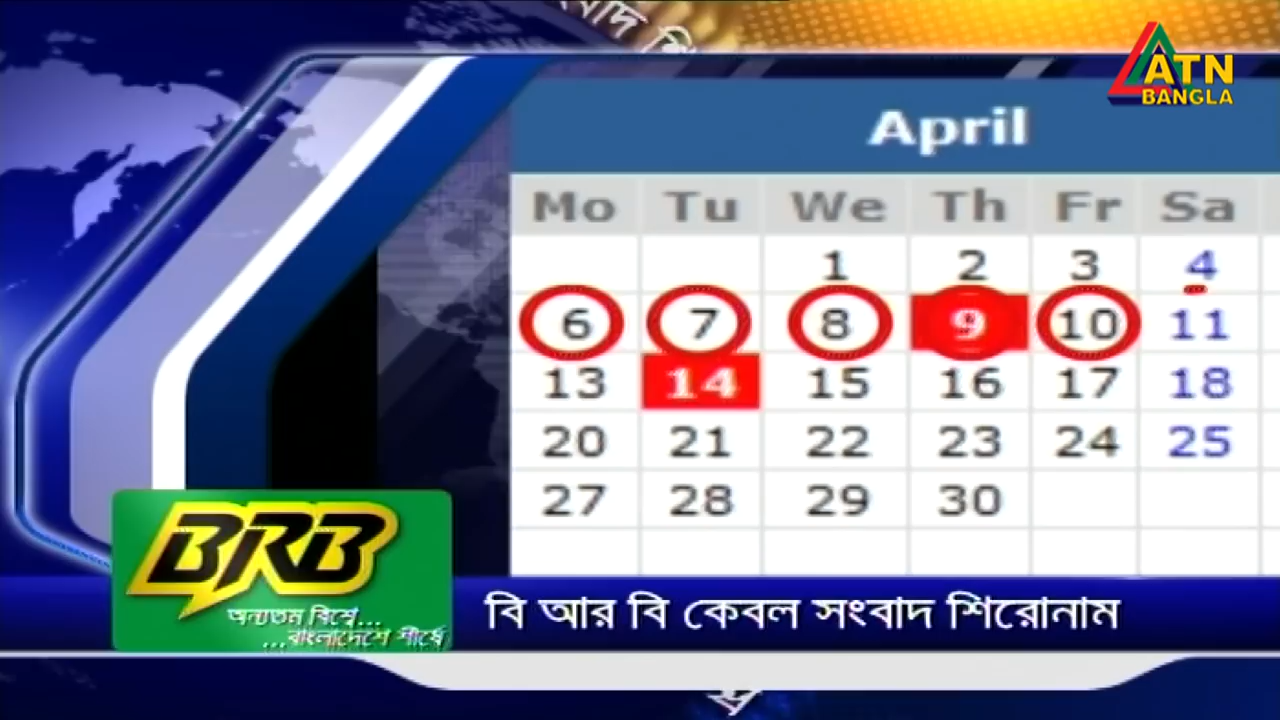 ATN
BANGLA
April
Mo Tu We Th Fr Sa
1 2 3 4
6 7 8 9 10 11
13 14 15 16 17 18
20 21 22 23 24 25
27 28 29 30
BRB
অন্যতম বিশ্বে...
...বাংলাদেশে শীর্ষে
বি আর বি কেবল সংবাদ শিরোনাম